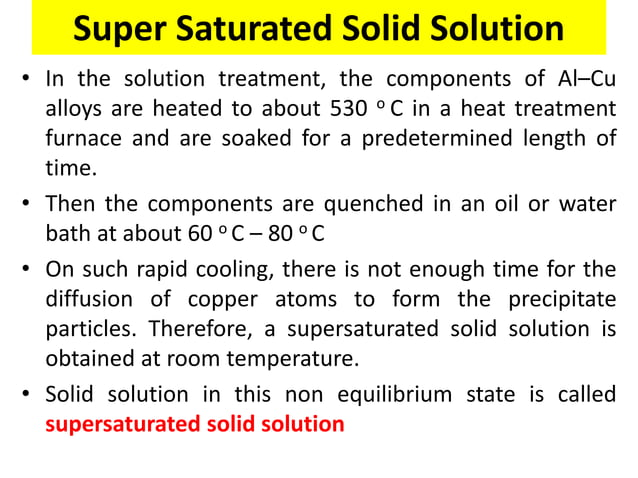 Super Saturated Solid Solution
• In the solution treatment, the components of Al–Cu
alloys are heated to about 530 ᵒ C in a heat treatment
furnace and are soaked for a predetermined length of
time.
• Then the components are quenched in an oil or water
bath at about 60 ᵒ C – 80 ᵒ C
• On such rapid cooling, there is not enough time for the
diffusion of copper atoms to form the precipitate
particles. Therefore, a supersaturated solid solution is
obtained at room temperature.
• Solid solution in this non equilibrium state is called
supersaturated solid solution